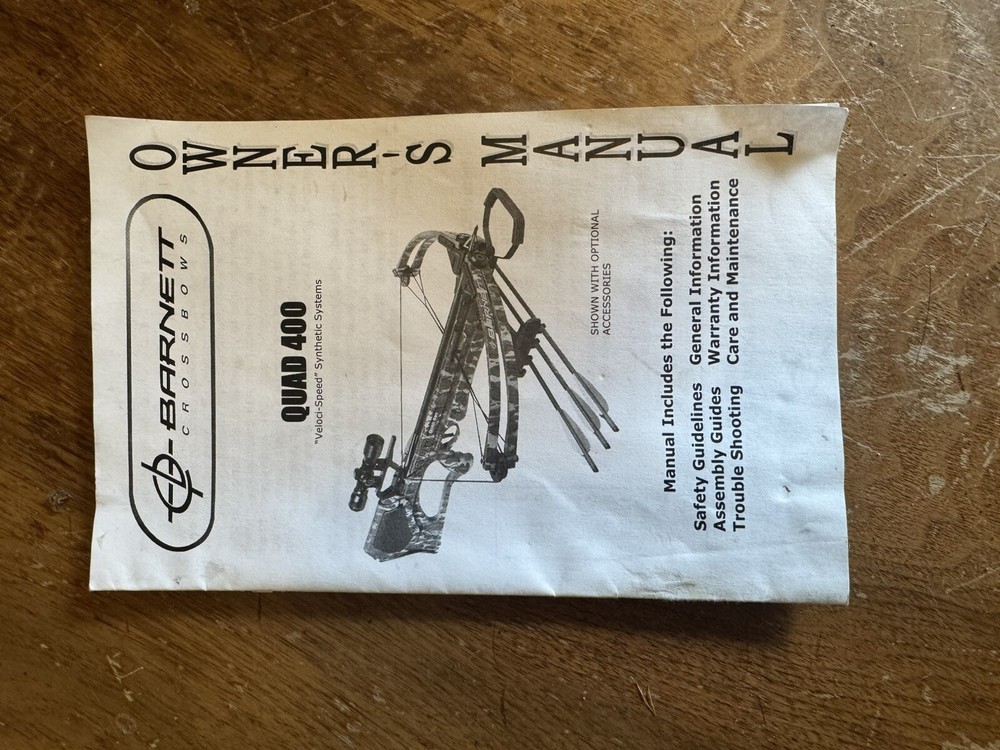 BARNETT
CROSSBOWS
OWNER'S MANUAL
QUAD 400
"Veloci-Speed" Synthetic Systems
SHOWN WITH OPTIONAL
ACCESSORIES
Manual Includes the Following:
Safety Guidelines General Information
Assembly Guides Warranty Information
Trouble Shooting Care and Maintenance